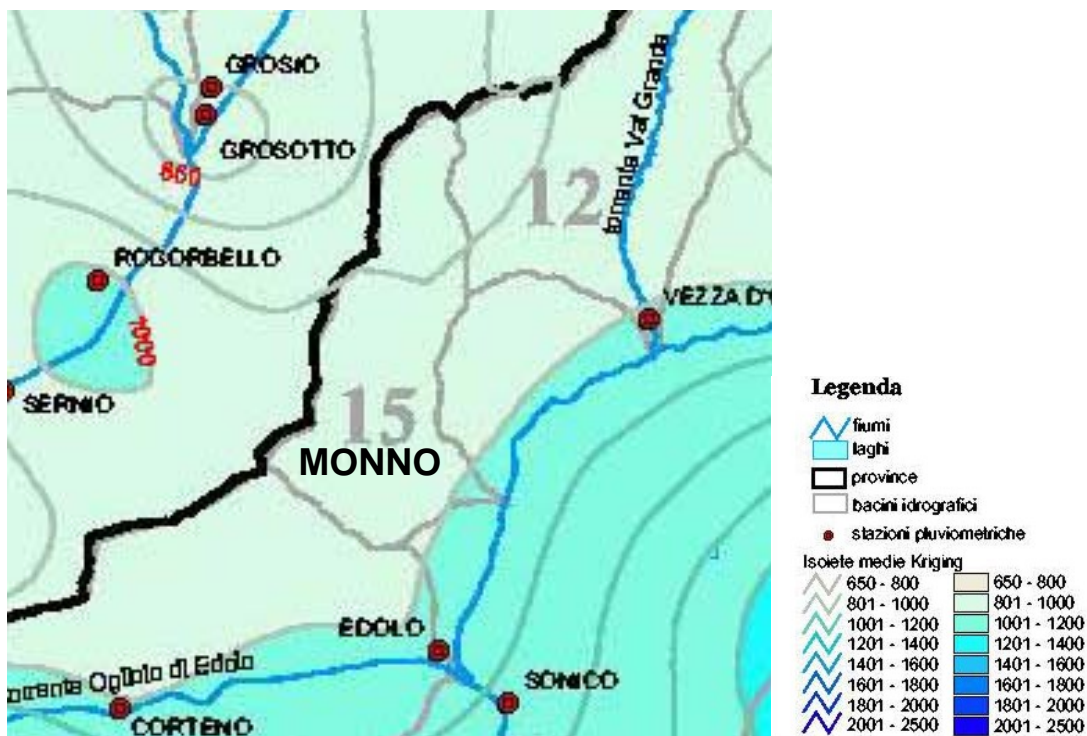 GROSIO
GROSOTTO
850
torrente Val Grande
12
ROGORBELLO
1000
VEZZA D'
SERNIO
15
MONNO
EDOLO
Ogliolo di Edolo
SONICO
CORTENO
Legenda
fiumi
laghi
province
bacini idrografici
stazioni pluviometriche
Isoiete medie Kriging
650 - 800 650 - 800
801 - 1000 801 - 1000
1001 - 1200 1001 - 1200
1201 - 1400 1201 - 1400
1401 - 1600 1401 - 1600
1601 - 1800 1601 - 1800
1801 - 2000 1801 - 2000
2001 - 2500 2001 - 2500